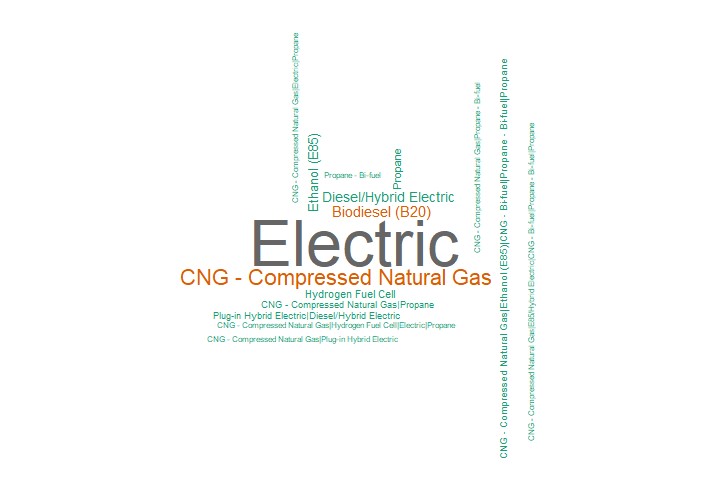 CNG - Compressed Natural Gas|Electric|Propane
Ethanol (E85)
Propane - Bi-fuel
Propane
Diesel/Hybrid Electric
Biodiesel (B20)
Electric
CNG - Compressed Natural Gas
Hydrogen Fuel Cell
CNG - Compressed Natural Gas|Propane
Plug-in Hybrid Electric|Diesel/Hybrid Electric
CNG - Compressed Natural Gas|Hydrogen Fuel Cell|Electric|Propane
CNG - Compressed Natural Gas|Plug-in Hybrid Electric
CNG - Compressed Natural Gas|Propane - Bi-fuel
CNG - Compressed Natural Gas|Ethanol (E85)|CNG - Bi-fuel|Propane - Bi-fuel|Propane
CNG - Compressed Natural Gas|E85/Hybrid Electric|CNG - Bi-fuel|Propane - Bi-fuel|Propane